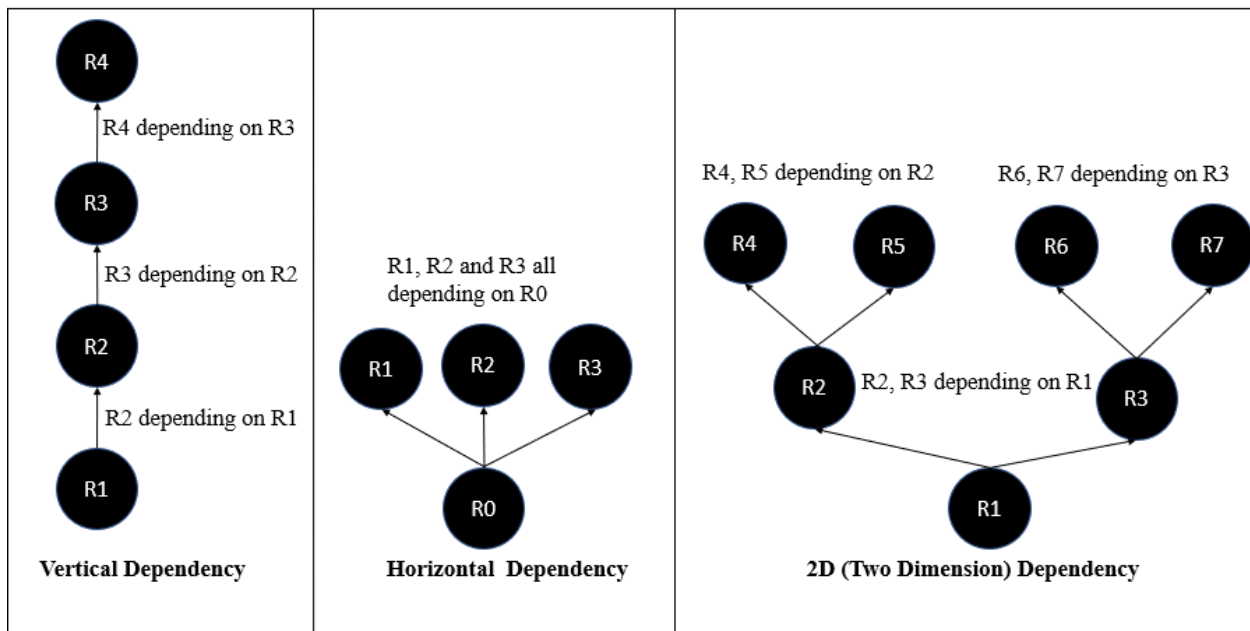 R4
R4 depending on R3
R3
R3 depending on R2
R2
R2 depending on R1
R1
Vertical Dependency
R1, R2 and R3 all
depending on R0
R1
R2
R3
R0
Horizontal Dependency
R4, R5 depending on R2
R6, R7 depending on R3
R4
R5
R6
R7
R2
R2, R3 depending on R1
R3
R1
2D (Two Dimension) Dependency